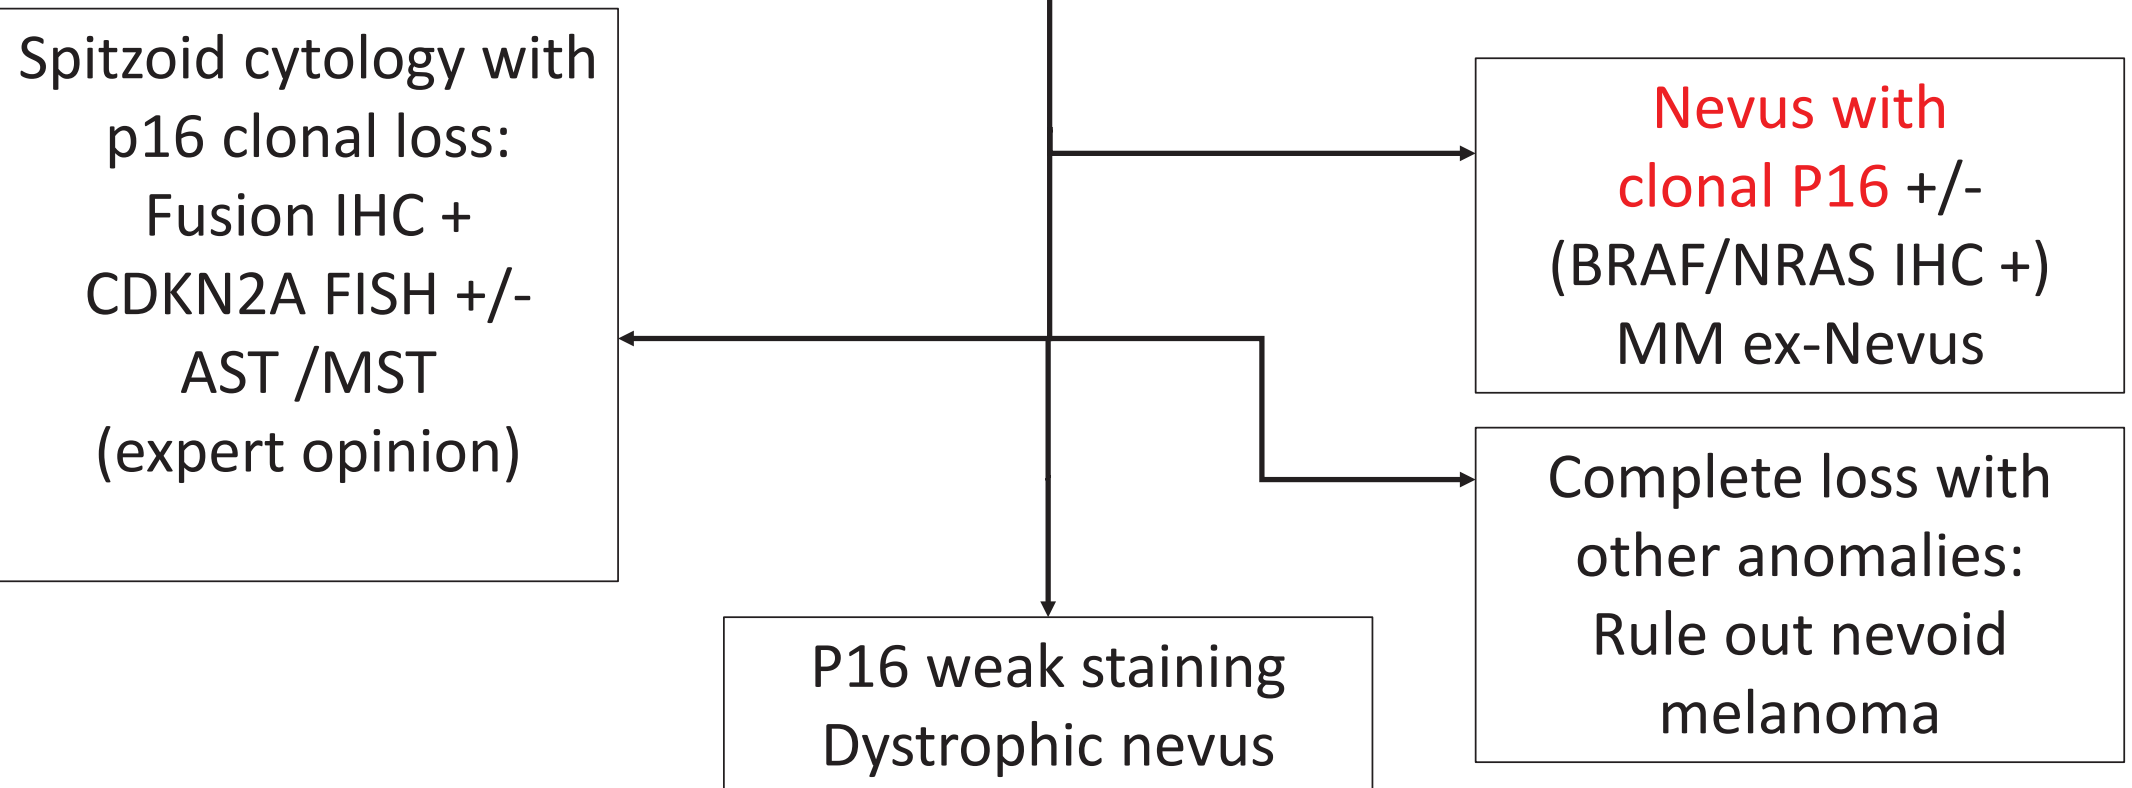 Spitzoid cytology with
p16 clonal loss:
Fusion IHC +
CDKN2A FISH +/-
AST /MST
(expert opinion)
Nevus with
clonal P16 +/-
(BRAF/NRAS IHC +)
MM ex-Nevus
Complete loss with
other anomalies:
Rule out nevoid
melanoma
P16 weak staining
Dystrophic nevus